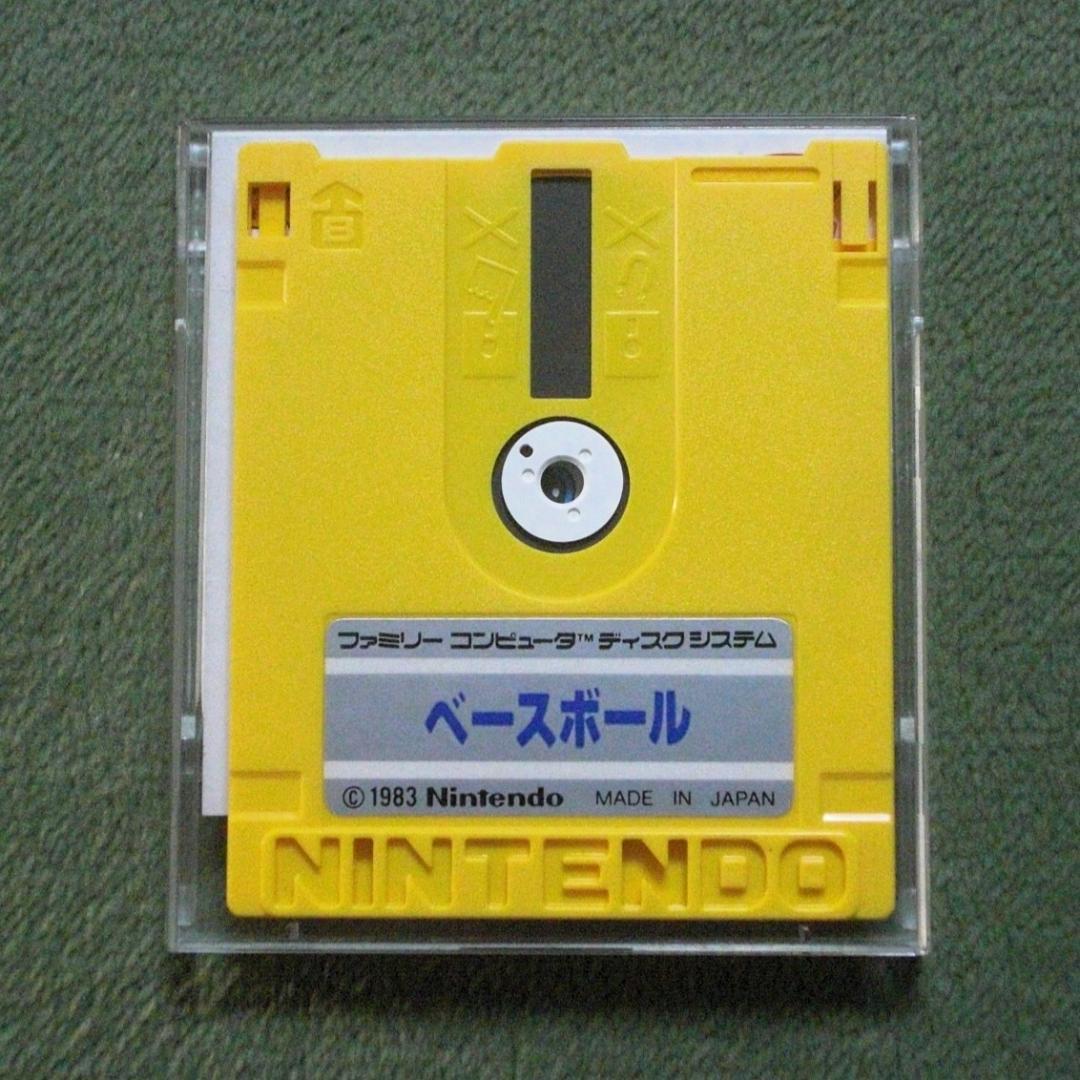 B
ファミリー コンピュータ™ ディスクシステム
ベースボール
© 1983 Nintendo MADE IN JAPAN
NINTENDO